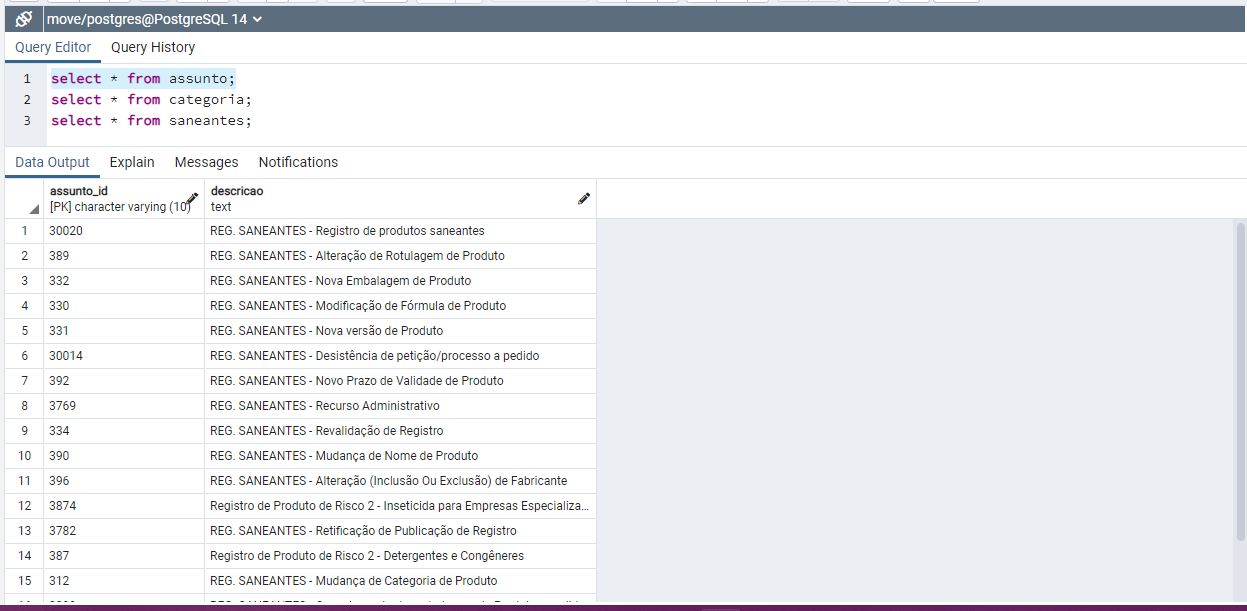 move/postgres@PostgreSQL 14
Query Editor Query History
1 select * from assunto;
2 select * from categoria;
3 select * from saneantes;
Data Output Explain Messages Notifications
assunto_id descricao
[PK] character varying (10) text
1 30020 REG. SANEANTES - Registro de produtos saneantes
2 389 REG. SANEANTES - Alteração de Rotulagem de Produto
3 332 REG. SANEANTES - Nova Embalagem de Produto
4 330 REG. SANEANTES - Modificação de Fórmula de Produto
5 331 REG. SANEANTES - Nova versão de Produto
6 30014 REG. SANEANTES - Desistência de petição/processo a pedido
7 392 REG. SANEANTES - Novo Prazo de Validade de Produto
8 3769 REG. SANEANTES - Recurso Administrativo
9 334 REG. SANEANTES - Revalidação de Registro
10 390 REG. SANEANTES - Mudança de Nome de Produto
11 396 REG. SANEANTES - Alteração (Inclusão Ou Exclusão) de Fabricante
12 3874 Registro de Produto de Risco 2 - Inseticida para Empresas Especializa...
13 3782 REG. SANEANTES - Retificação de Publicação de Registro
14 387 Registro de Produto de Risco 2 - Detergentes e Congêneres
15 312 REG. SANEANTES - Mudança de Categoria de Produto